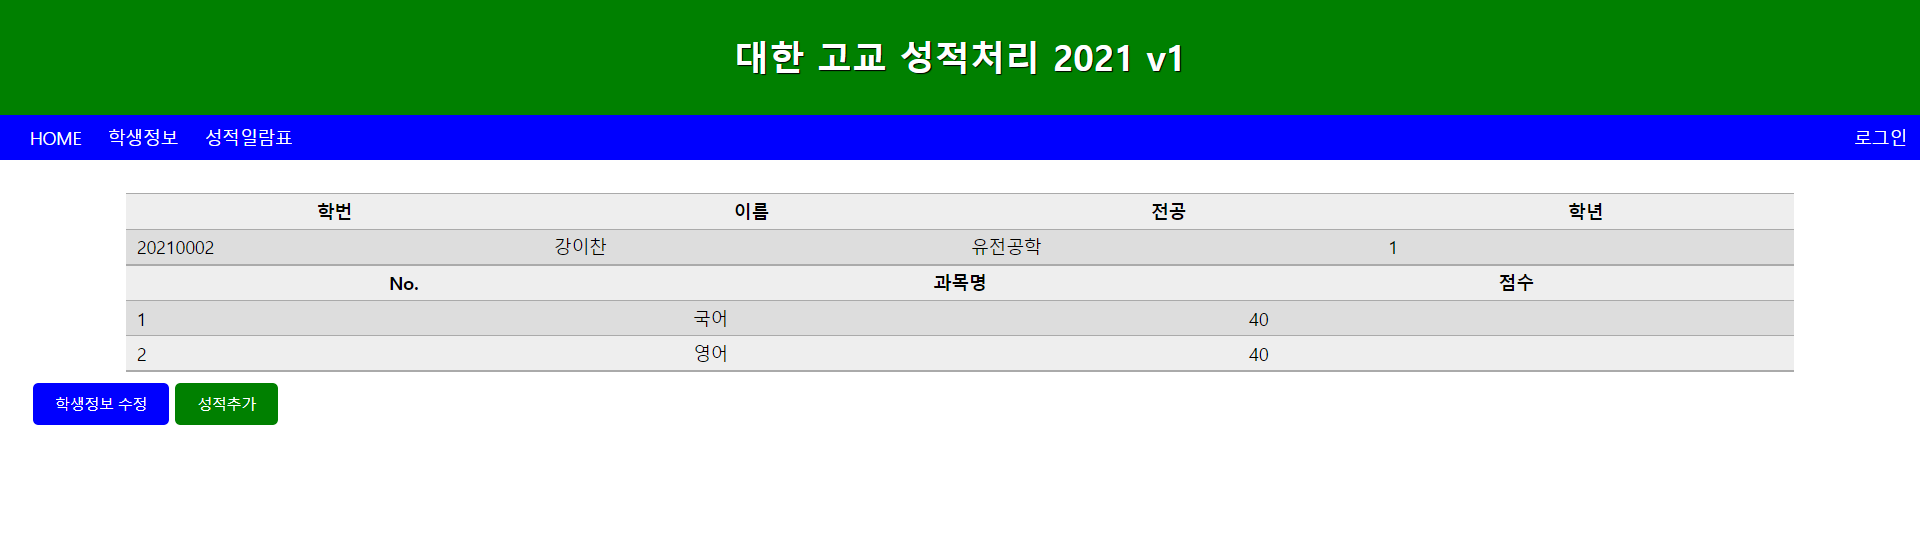 대한 고교 성적처리 2021 v1
HOME 학생정보 성적일람표 로그인
학번 이름 전공 학년
20210002 강이찬 유전공학 1
No. 과목명 점수
1 국어 40
2 영어 40
학생정보 수정 성적추가